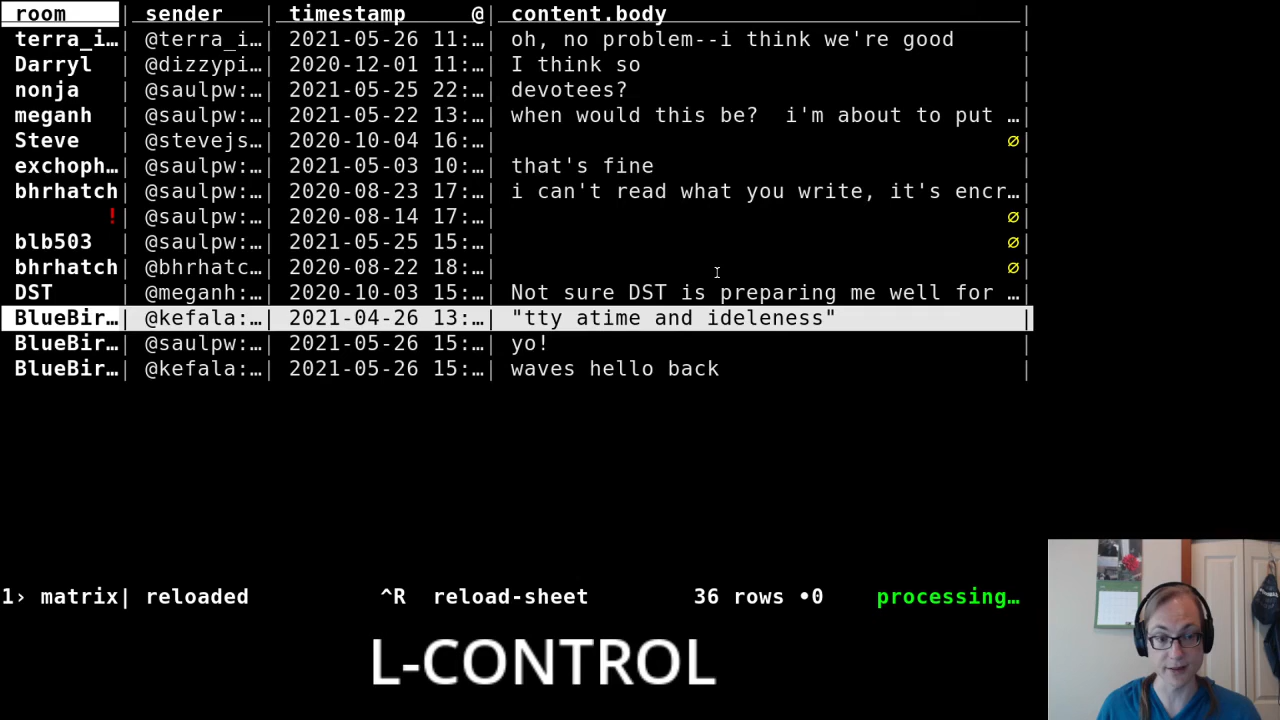 room | sender | timestamp @| content.body |
terra_i…| @terra_i…| 2021-05-26 11:…| oh, no problem--i think we're good |
Darryl | @dizzypi…| 2020-12-01 11:…| I think so |
nonja | @saulpw:…| 2021-05-25 22:…| devotees? |
meganh | @saulpw:…| 2021-05-22 13:…| when would this be?  i'm about to put …|
Steve | @stevejs…| 2020-10-04 16:…| ∅|
exchoph…| @saulpw:…| 2021-05-03 10:…| that's fine |
bhrhatch| @saulpw:…| 2020-08-23 17:…| i can't read what you write, it's encr…|
!| @saulpw:…| 2020-08-14 17:…| ∅|
blb503 | @saulpw:…| 2021-05-25 15:…| ∅|
bhrhatch| @bhrhatc…| 2020-08-22 18:…| ∅|
DST | @meganh:…| 2020-10-03 15:…| Not sure DST is preparing me well for …|
BlueBir…| @kefala:…| 2021-04-26 13:…| "tty atime and ideleness" |
BlueBir…| @saulpw:…| 2021-05-26 15:…| yo! |
BlueBir…| @kefala:…| 2021-05-26 15:…| waves hello back |
1› matrix| reloaded ^R reload-sheet 36 rows •0 processing…
L-CONTROL